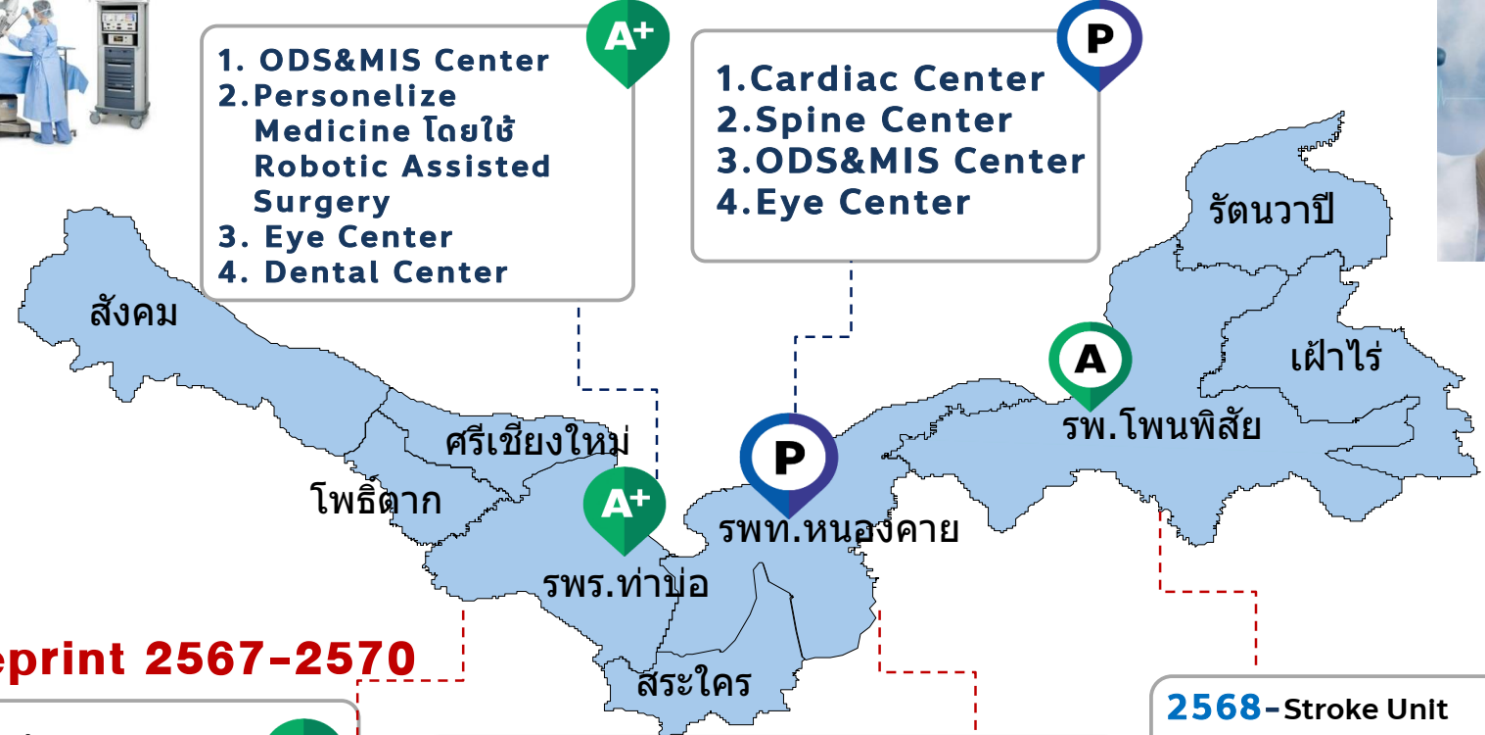 A+
1. ODS&MIS Center
2.Personelize
Medicine โดยใช้
Robotic Assisted
Surgery
3. Eye Center
4. Dental Center
P
1.Cardiac Center
2.Spine Center
3.ODS&MIS Center
4.Eye Center
รัตนวาปี
สังคม
A
เฝ้าไร่
รพ.โพนพิสัย
ศรีเชียงใหม่
P
โพธิ์ตาก
A+
รพท.หนองคาย
รพร.ท่าบ่อ
eprint 2567-2570
สระใคร
2568-Stroke Unit